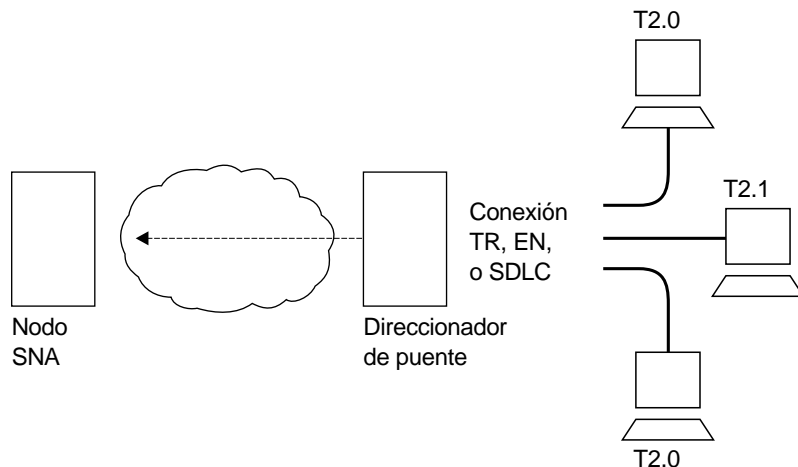 T2.0
T2.1
Conexión
TR, EN,
o SDLC
Nodo
SNA
Direccionador
de puente
T2.0